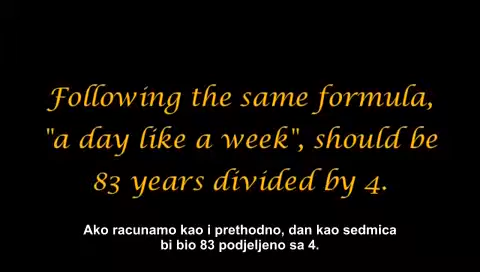 Following the same formula,
"a day like a week", should be
83 years divided by 4.
Ako racunamo kao i prethodno, dan kao sedmica
bi bio 83 podjeljeno sa 4.